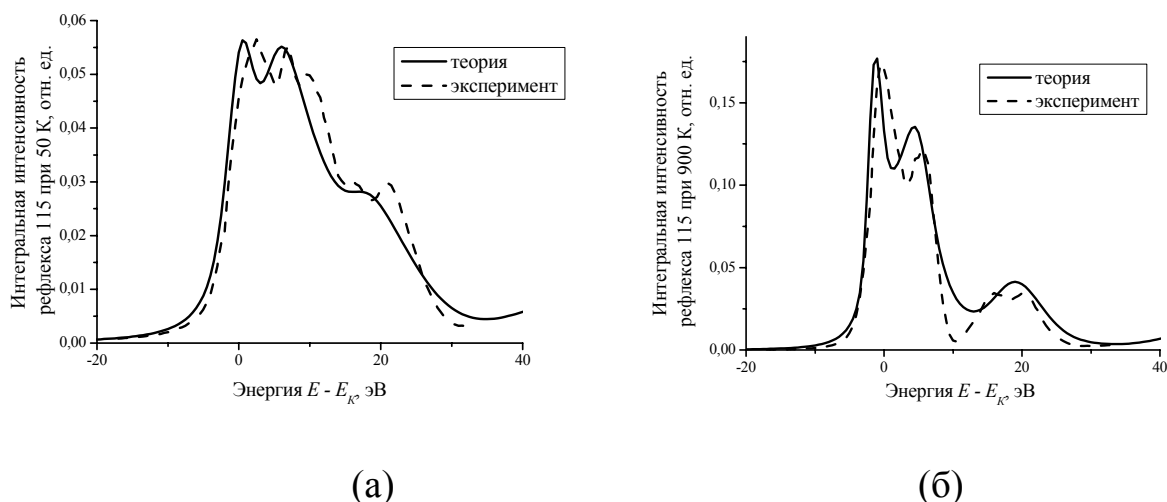 Интегральная интенсивность
рефлекса 115 при 50 К, отн. ед.
0,06
0,05
0,04
0,03
0,02
0,01
0,00
-20
0
20
40
Энергия E - E_K, эВ
теория
эксперимент
(а)
Интегральная интенсивность
рефлекса 115 при 900 К, отн. ед.
0,15
0,10
0,05
0,00
-20
0
10
20
40
Энергия E - E_K, эВ
теория
эксперимент
(б)